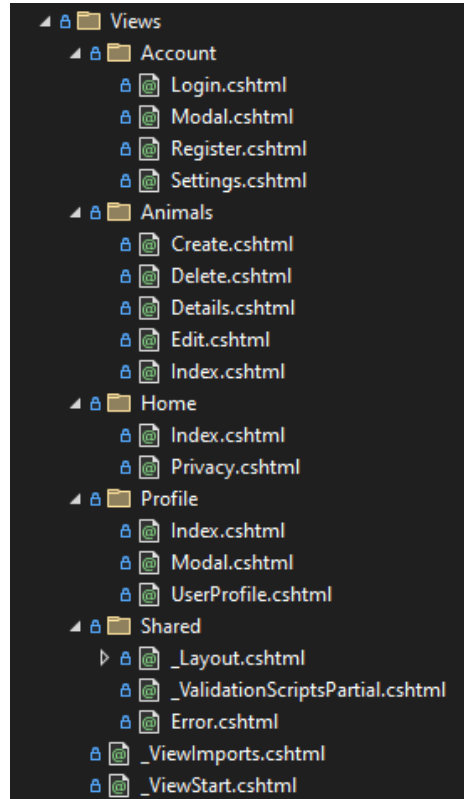 Views
Account
Login.cshtml
Modal.cshtml
Register.cshtml
Settings.cshtml
Animals
Create.cshtml
Delete.cshtml
Details.cshtml
Edit.cshtml
Index.cshtml
Home
Index.cshtml
Privacy.cshtml
Profile
Index.cshtml
Modal.cshtml
UserProfile.cshtml
Shared
_Layout.cshtml
_ValidationScriptsPartial.cshtml
Error.cshtml
_ViewImports.cshtml
_ViewStart.cshtml